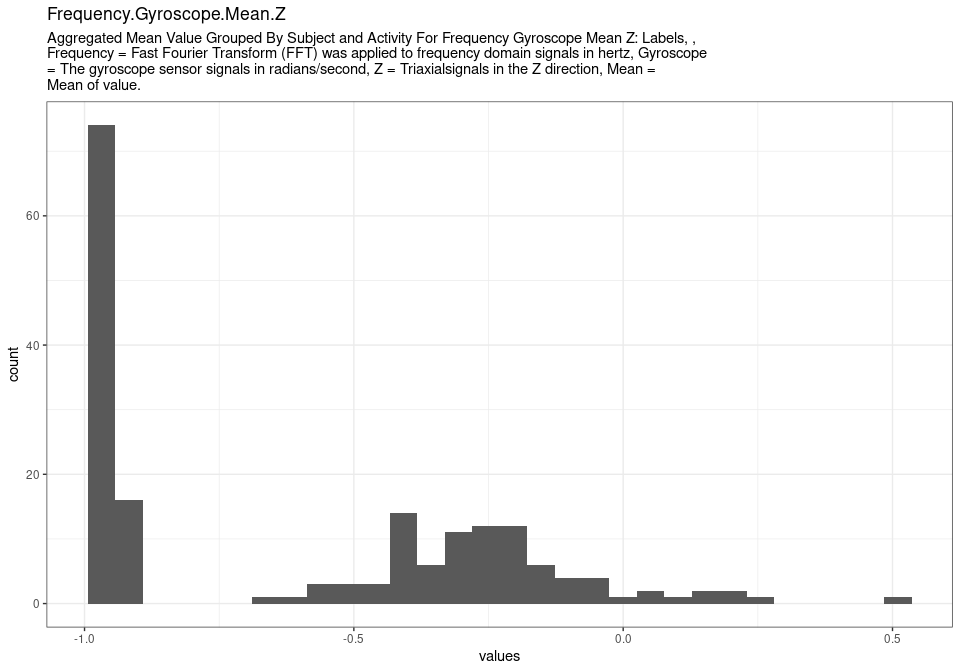 Frequency.Gyroscope.Mean.Z
Aggregated Mean Value Grouped By Subject and Activity For Frequency Gyroscope Mean Z: Labels, ,
Frequency = Fast Fourier Transform (FFT) was applied to frequency domain signals in hertz, Gyroscope
= The gyroscope sensor signals in radians/second, Z = Triaxialsignals in the Z direction, Mean =
Mean of value.
60
40
20
0
count
-1.0
-0.5
0.0
0.5
values